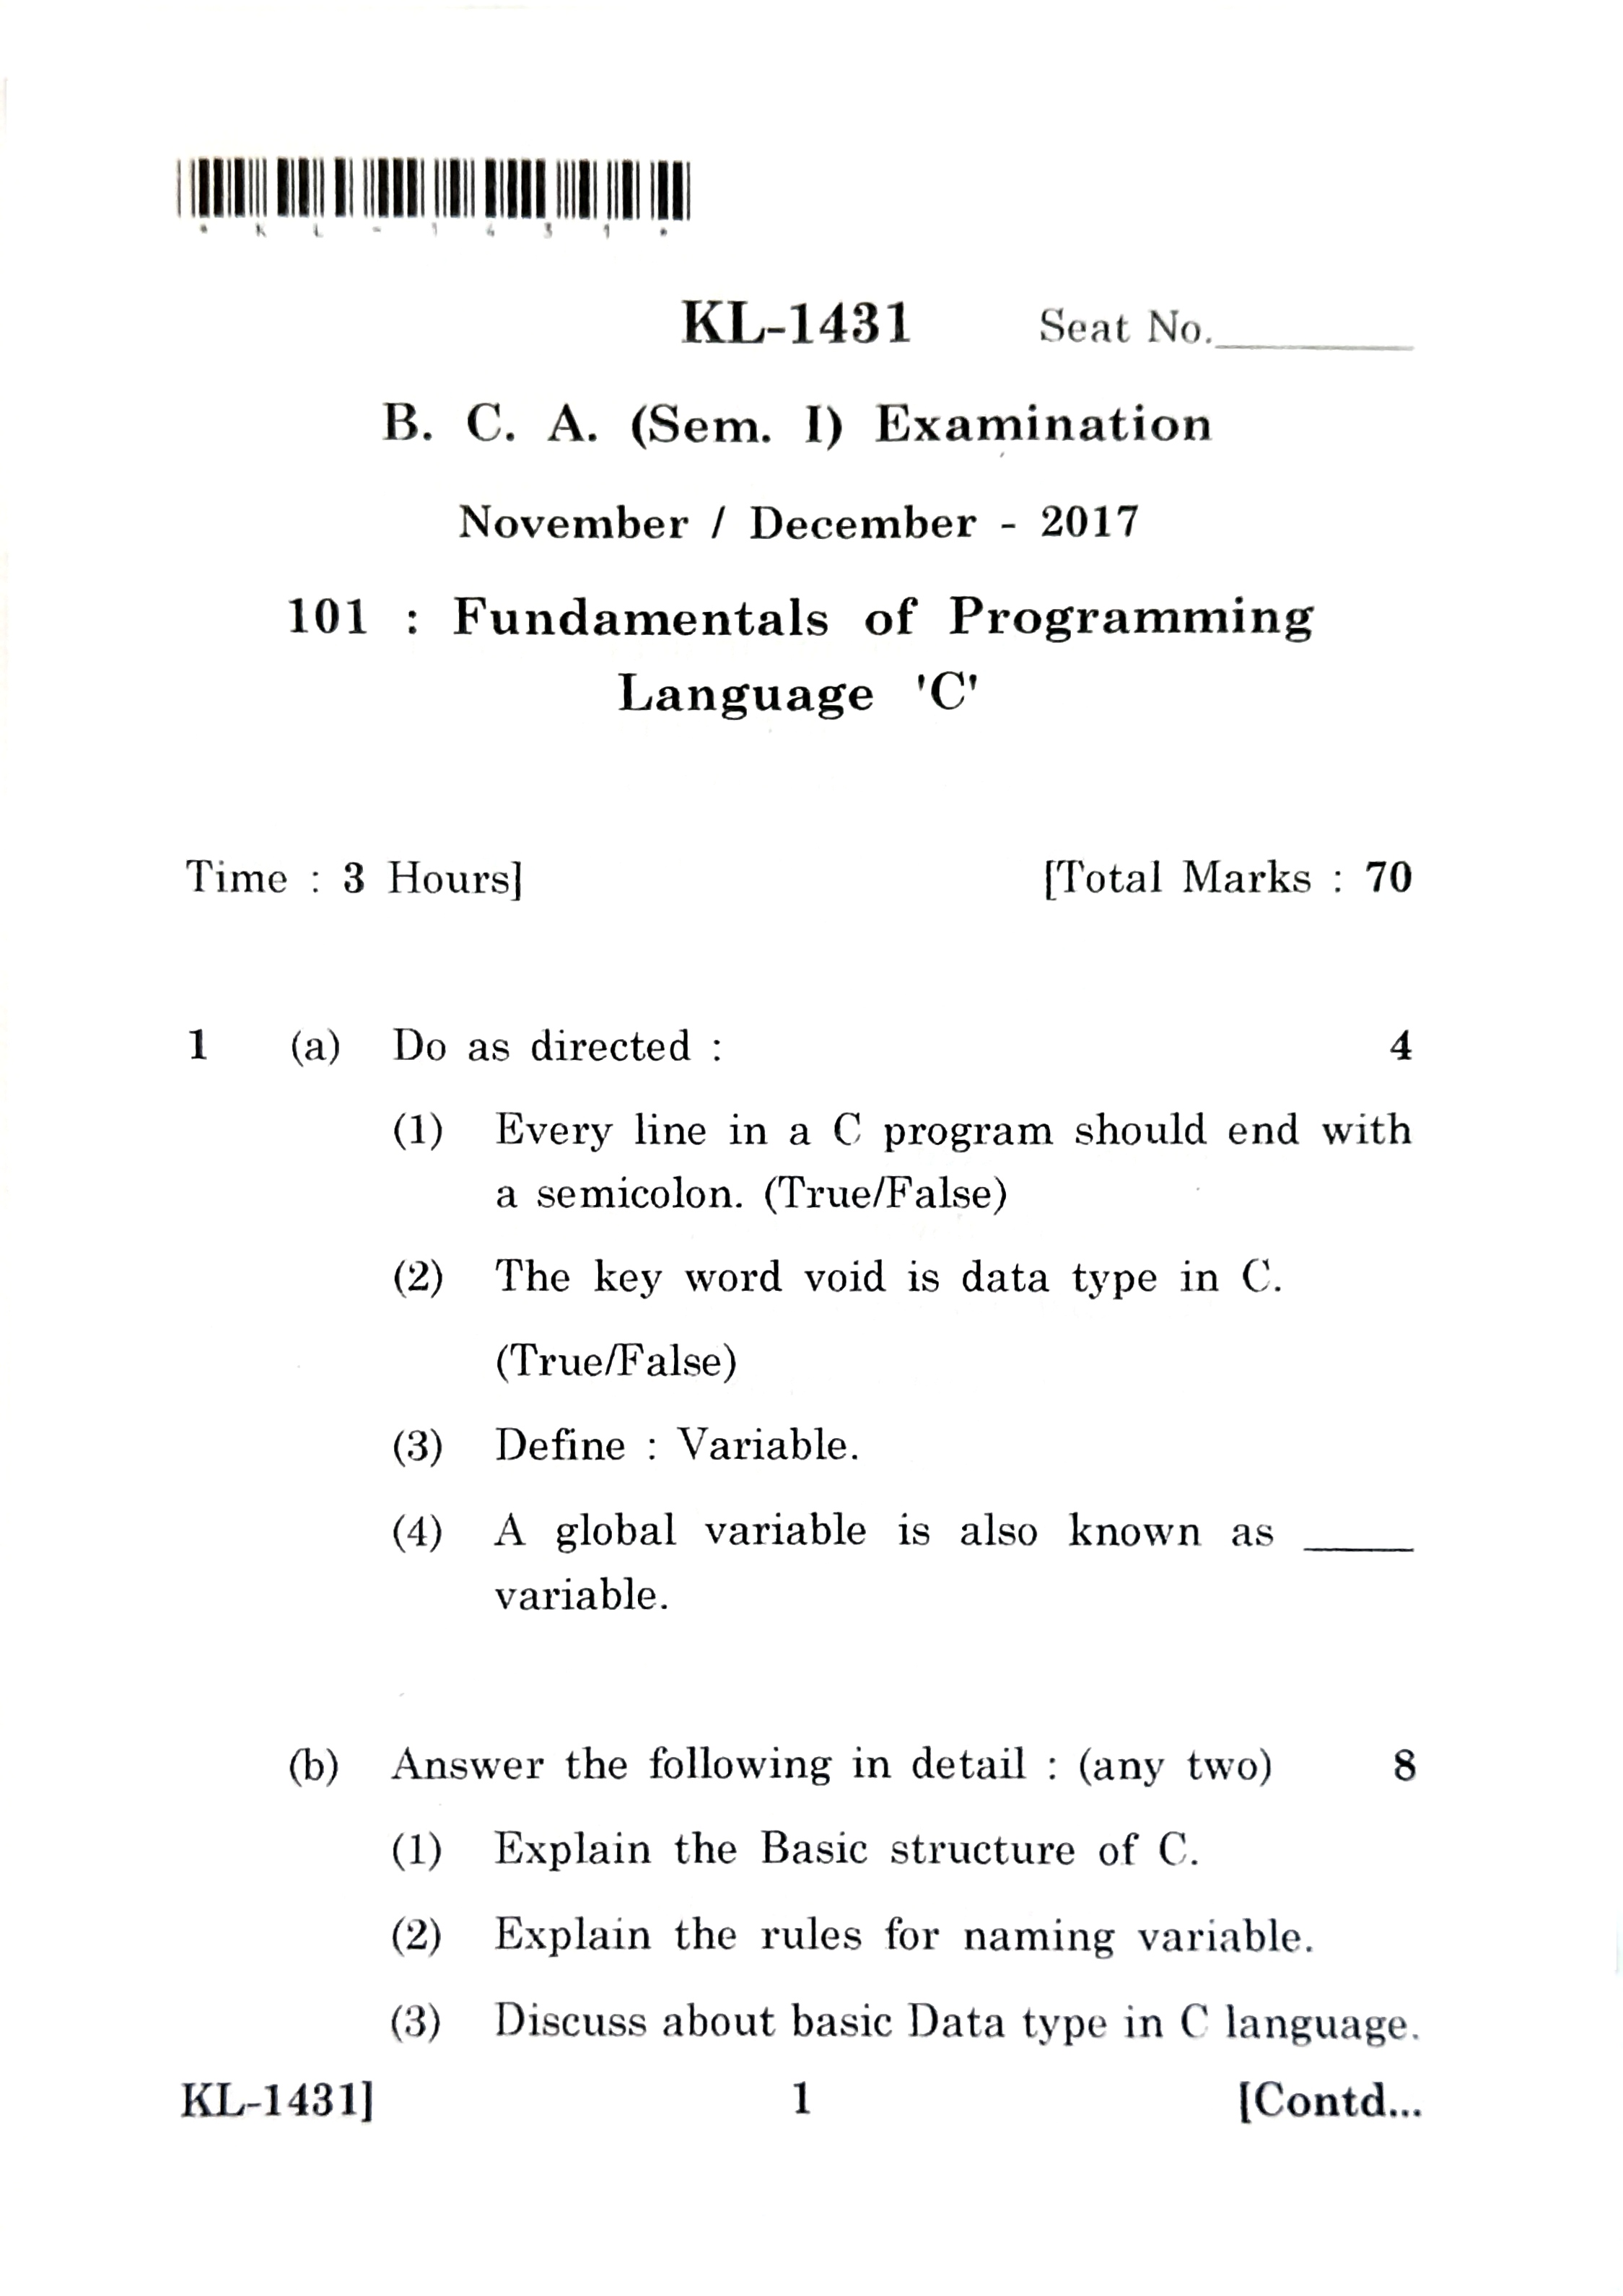 * K L - 1 4 3 1 *
KL-1431 Seat No.__________
B. C. A. (Sem. I) Examination
November / December - 2017
101 : Fundamentals of Programming
Language 'C'
Time : 3 Hours] [Total Marks : 70
1 (a) Do as directed : 4
(1) Every line in a C program should end with
a semicolon. (True/False)
(2) The key word void is data type in C.
(True/False)
(3) Define : Variable.
(4) A global variable is also known as _____
variable.
(b) Answer the following in detail : (any two) 8
(1) Explain the Basic structure of C.
(2) Explain the rules for naming variable.
(3) Discuss about basic Data type in C language.
KL-1431] 1 [Contd...